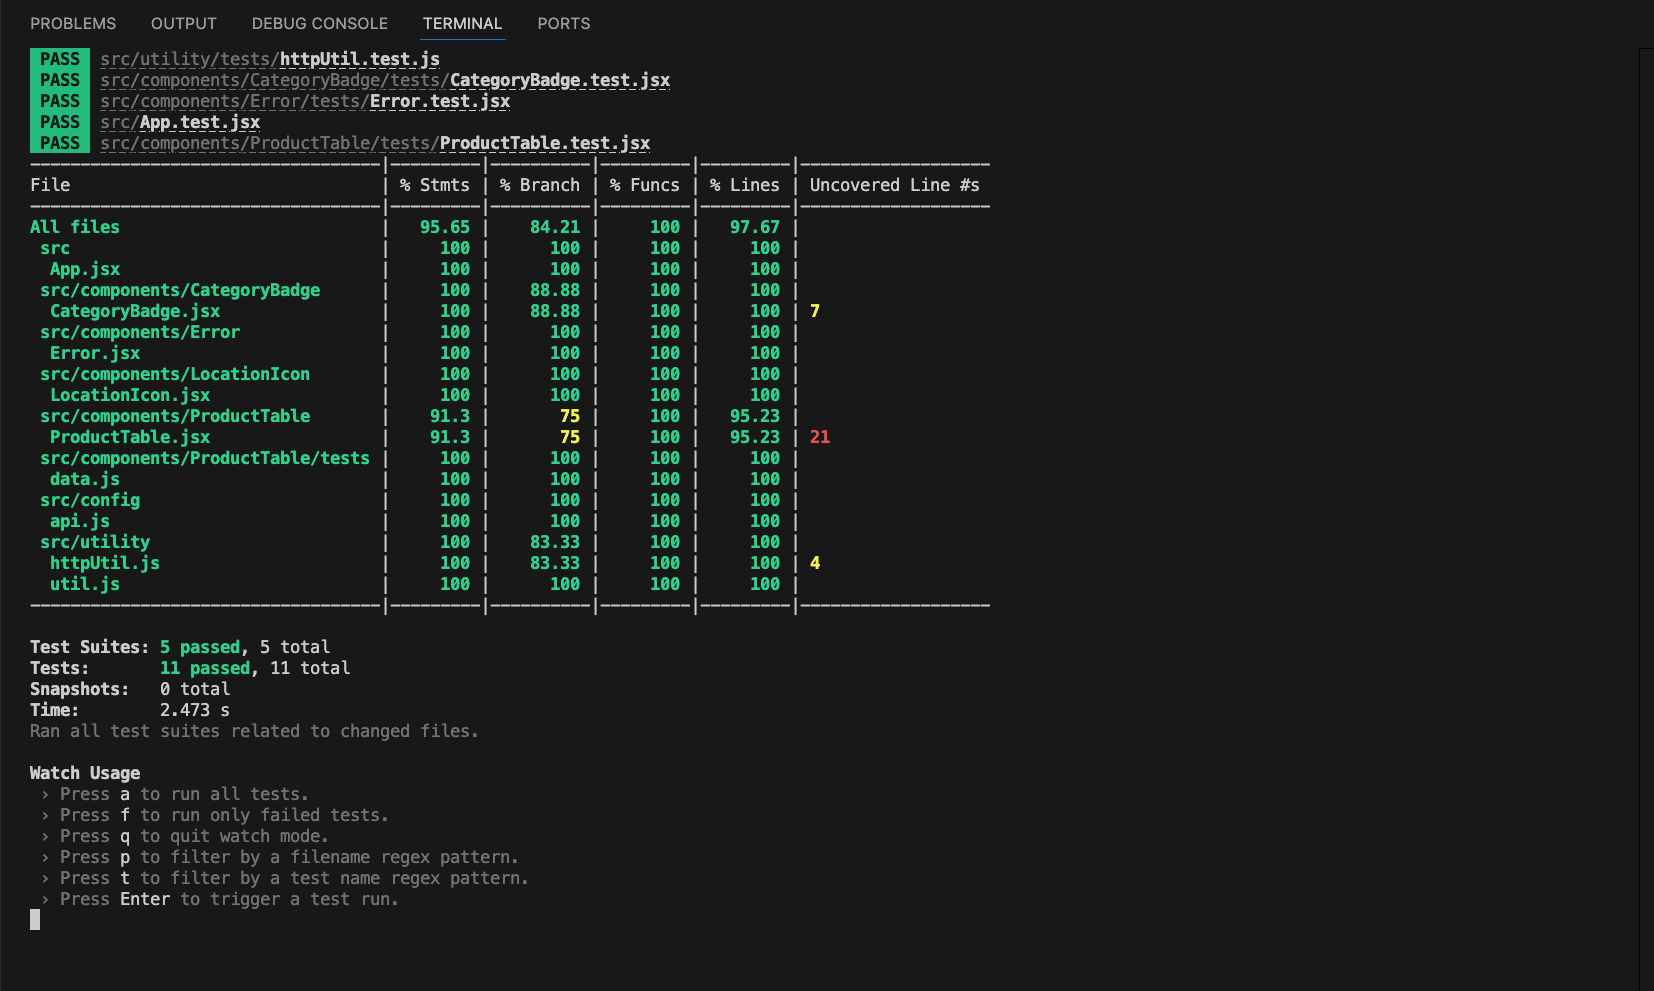 PROBLEMS OUTPUT DEBUG CONSOLE TERMINAL PORTS
PASS src/utility/tests/httpUtil.test.js
PASS src/components/CategoryBadge/tests/CategoryBadge.test.jsx
PASS src/components/Error/tests/Error.test.jsx
PASS src/App.test.jsx
PASS src/components/ProductTable/tests/ProductTable.test.jsx
-----------------------------------|---------|----------|---------|---------|-------------------
File | % Stmts | % Branch | % Funcs | % Lines | Uncovered Line #s
-----------------------------------|---------|----------|---------|---------|-------------------
All files | 95.65 | 84.21 | 100 | 97.67 |
src | 100 | 100 | 100 | 100 |
App.jsx | 100 | 100 | 100 | 100 |
src/components/CategoryBadge | 100 | 88.88 | 100 | 100 |
CategoryBadge.jsx | 100 | 88.88 | 100 | 100 | 7
src/components/Error | 100 | 100 | 100 | 100 |
Error.jsx | 100 | 100 | 100 | 100 |
src/components/LocationIcon | 100 | 100 | 100 | 100 |
LocationIcon.jsx | 100 | 100 | 100 | 100 |
src/components/ProductTable | 91.3 | 75 | 100 | 95.23 |
ProductTable.jsx | 91.3 | 75 | 100 | 95.23 | 21
src/components/ProductTable/tests | 100 | 100 | 100 | 100 |
data.js | 100 | 100 | 100 | 100 |
src/config | 100 | 100 | 100 | 100 |
api.js | 100 | 100 | 100 | 100 |
src/utility | 100 | 83.33 | 100 | 100 |
httpUtil.js | 100 | 83.33 | 100 | 100 | 4
util.js | 100 | 100 | 100 | 100 |
-----------------------------------|---------|----------|---------|---------|-------------------
Test Suites: 5 passed, 5 total
Tests: 11 passed, 11 total
Snapshots: 0 total
Time: 2.473 s
Ran all test suites related to changed files.
Watch Usage
› Press a to run all tests.
› Press f to run only failed tests.
› Press q to quit watch mode.
› Press p to filter by a filename regex pattern.
› Press t to filter by a test name regex pattern.
› Press Enter to trigger a test run.